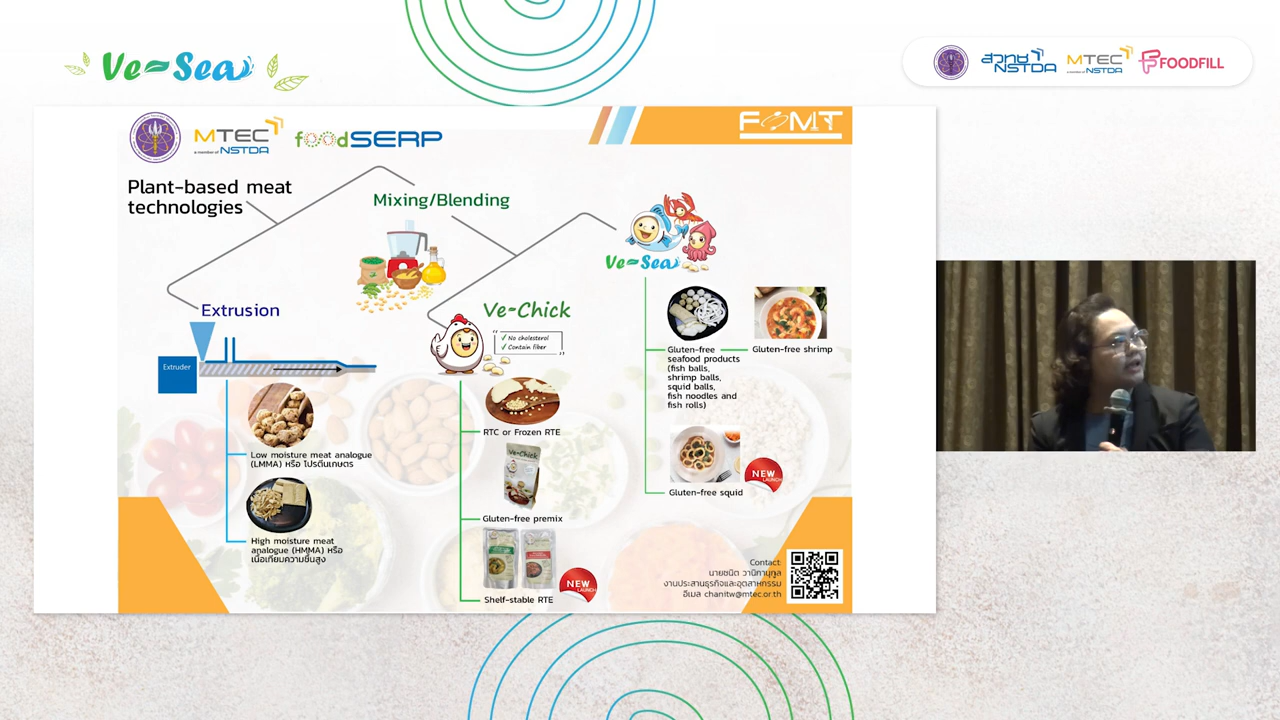 Ve-Sea
สวทช
NSTDA
MTEC
a member of NSTDA
FOODFILL
MTEC
a member of NSTDA
foodSERP
FOMT
Plant-based meat
technologies
Mixing/Blending
Ve-Sea
Extrusion
Extruder
Low moisture meat analogue
(LMMA) หรือ โปรตีนเกษตร
High moisture meat
analogue (HMMA) หรือ
เนื้อเทียมความชื้นสูง
Ve-Chick
✓ No cholesterol
✓ Contain fiber
RTC or Frozen RTE
Ve-Chick
Gluten-free premix
NEW
LAUNCH
Shelf-stable RTE
Gluten-free
seafood products
(fish balls,
shrimp balls,
squid balls,
fish noodles and
fish rolls)
Gluten-free shrimp
NEW
LAUNCH
Gluten-free squid
Contact:
นายชนิต วานิกานุกูล
งานประสานธุรกิจและอุตสาหกรรม
อีเมล chanitw@mtec.or.th